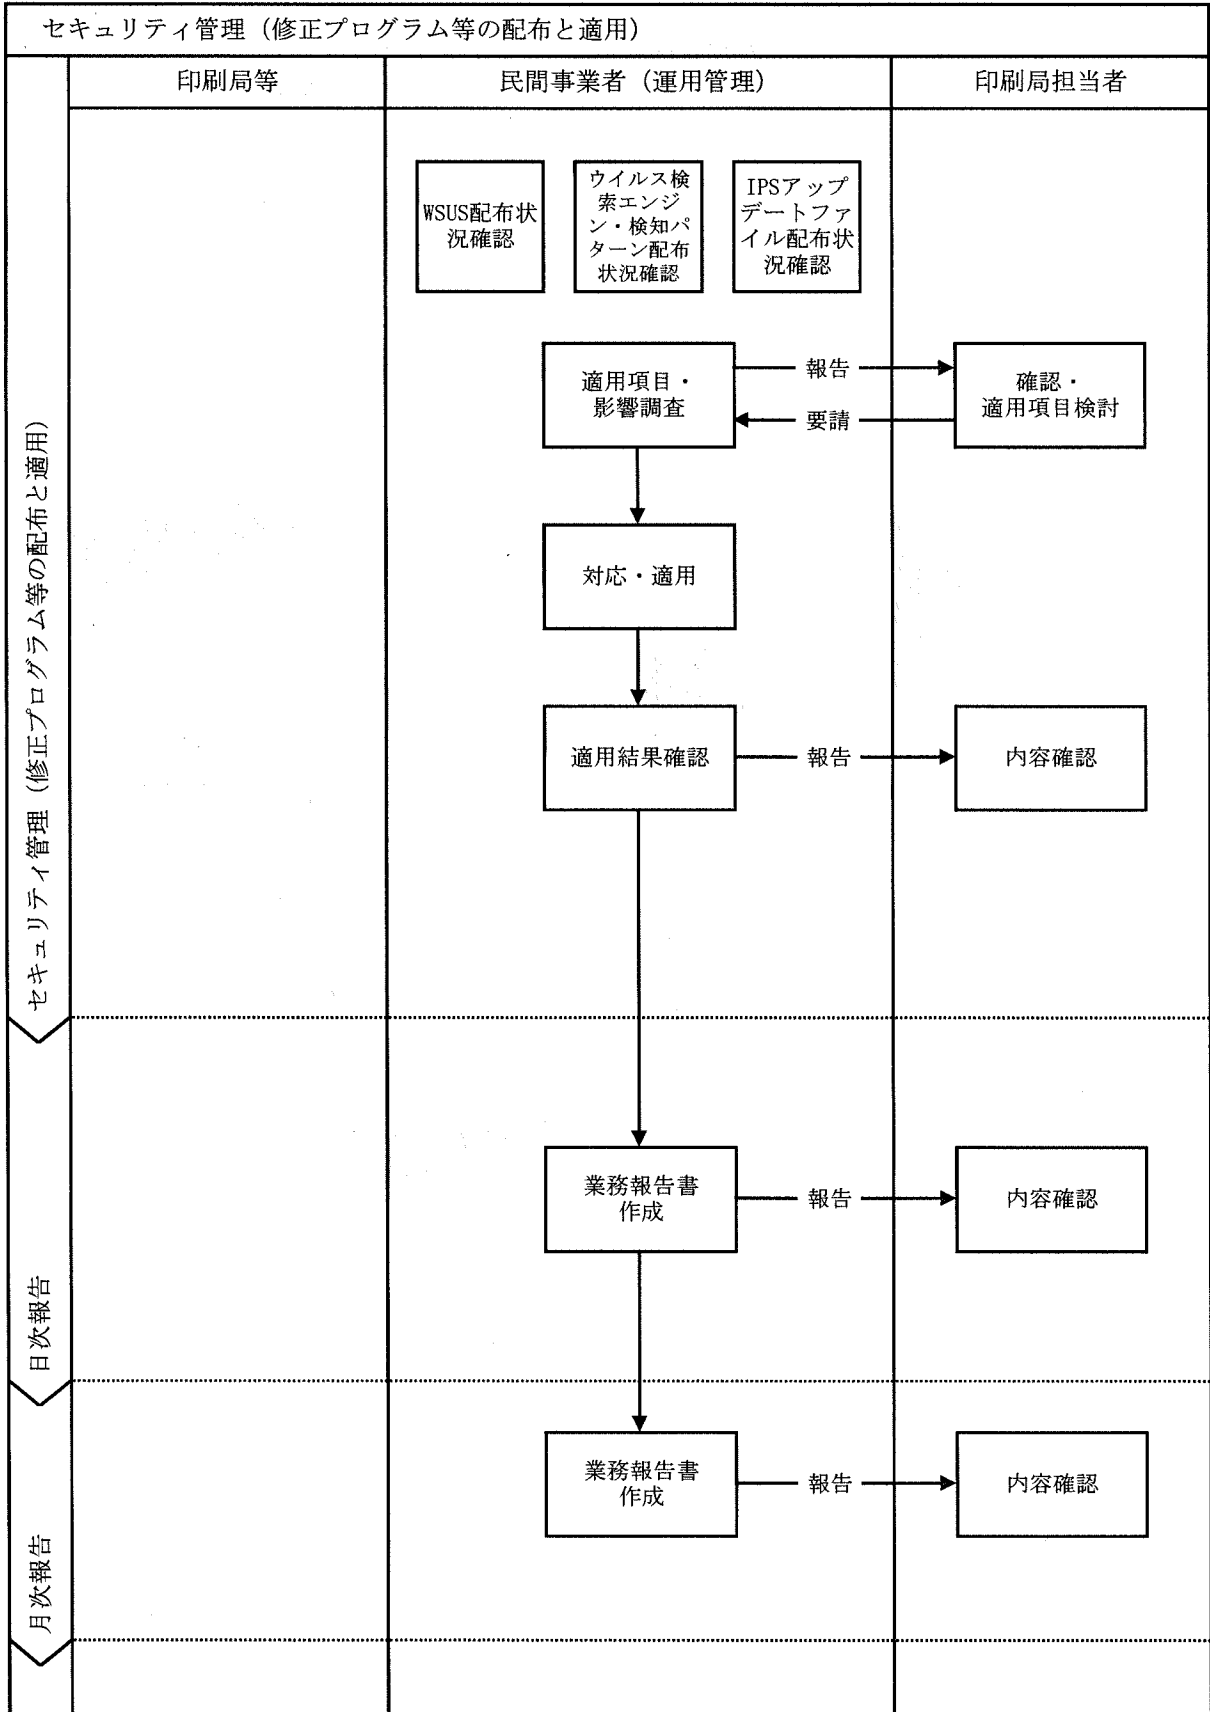 セキュリティ管理（修正プログラム等の配布と適用）
印刷局等
民間事業者（運用管理）
印刷局担当者
WSUS配布状
況確認
ウイルス検
索エンジ
ン・検知パ
ターン配布
状況確認
IPSアップ
デートファ
イル配布状
況確認
適用項目・
影響調査
報告
要請
確認・
適用項目検討
対応・適用
適用結果確認
報告
内容確認
セキュリティ管理（修正プログラム等の配布と適用）
業務報告書
作成
報告
内容確認
日次報告
業務報告書
作成
報告
内容確認
月次報告